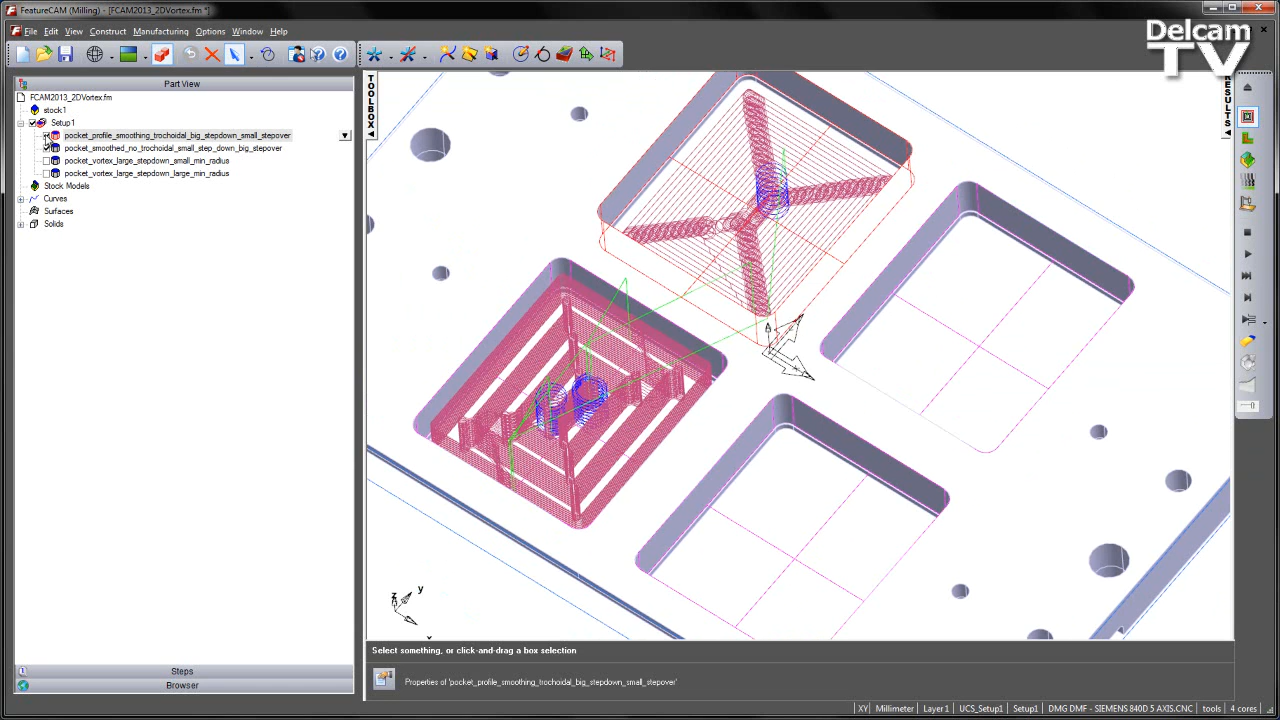 FeatureCAM (Milling) - [FCAM2013_2DVortex.fm *]
Delcam
TV
File Edit View Construct Manufacturing Options Window Help
Part View
FCAM2013_2DVortex.fm
stock1
Setup1
pocket_profile_smoothing_trochoidal_big_stepdown_small_stepover
pocket_smoothed_no_trochoidal_small_step_down_big_stepover
pocket_vortex_large_stepdown_small_min_radius
pocket_vortex_large_stepdown_large_min_radius
Stock Models
Curves
Surfaces
Solids
TOOLBOX
RESULTS
z y
x
Select something, or click-and-drag a box selection
Steps
Properties of 'pocket_profile_smoothing_trochoidal_big_stepdown_small_stepover'
Browser
XY Millimeter Layer1 UCS_Setup1 Setup1 DMG DMF - SIEMENS 840D 5 AXIS.CNC tools 4 cores